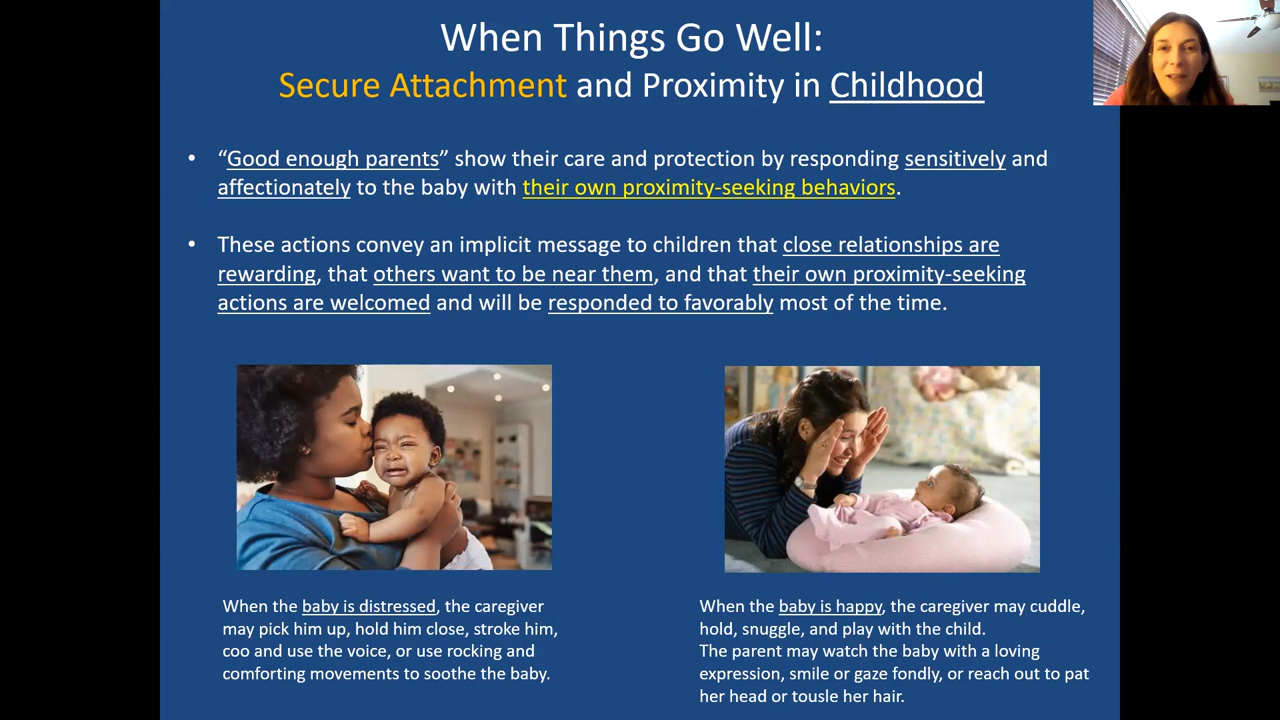 When Things Go Well:
Secure Attachment and Proximity in Childhood
• “Good enough parents” show their care and protection by responding sensitively and
affectionately to the baby with their own proximity-seeking behaviors.
• These actions convey an implicit message to children that close relationships are
rewarding, that others want to be near them, and that their own proximity-seeking
actions are welcomed and will be responded to favorably most of the time.
When the baby is distressed, the caregiver
may pick him up, hold him close, stroke him,
coo and use the voice, or use rocking and
comforting movements to soothe the baby.
When the baby is happy, the caregiver may cuddle,
hold, snuggle, and play with the child.
The parent may watch the baby with a loving
expression, smile or gaze fondly, or reach out to pat
her head or tousle her hair.